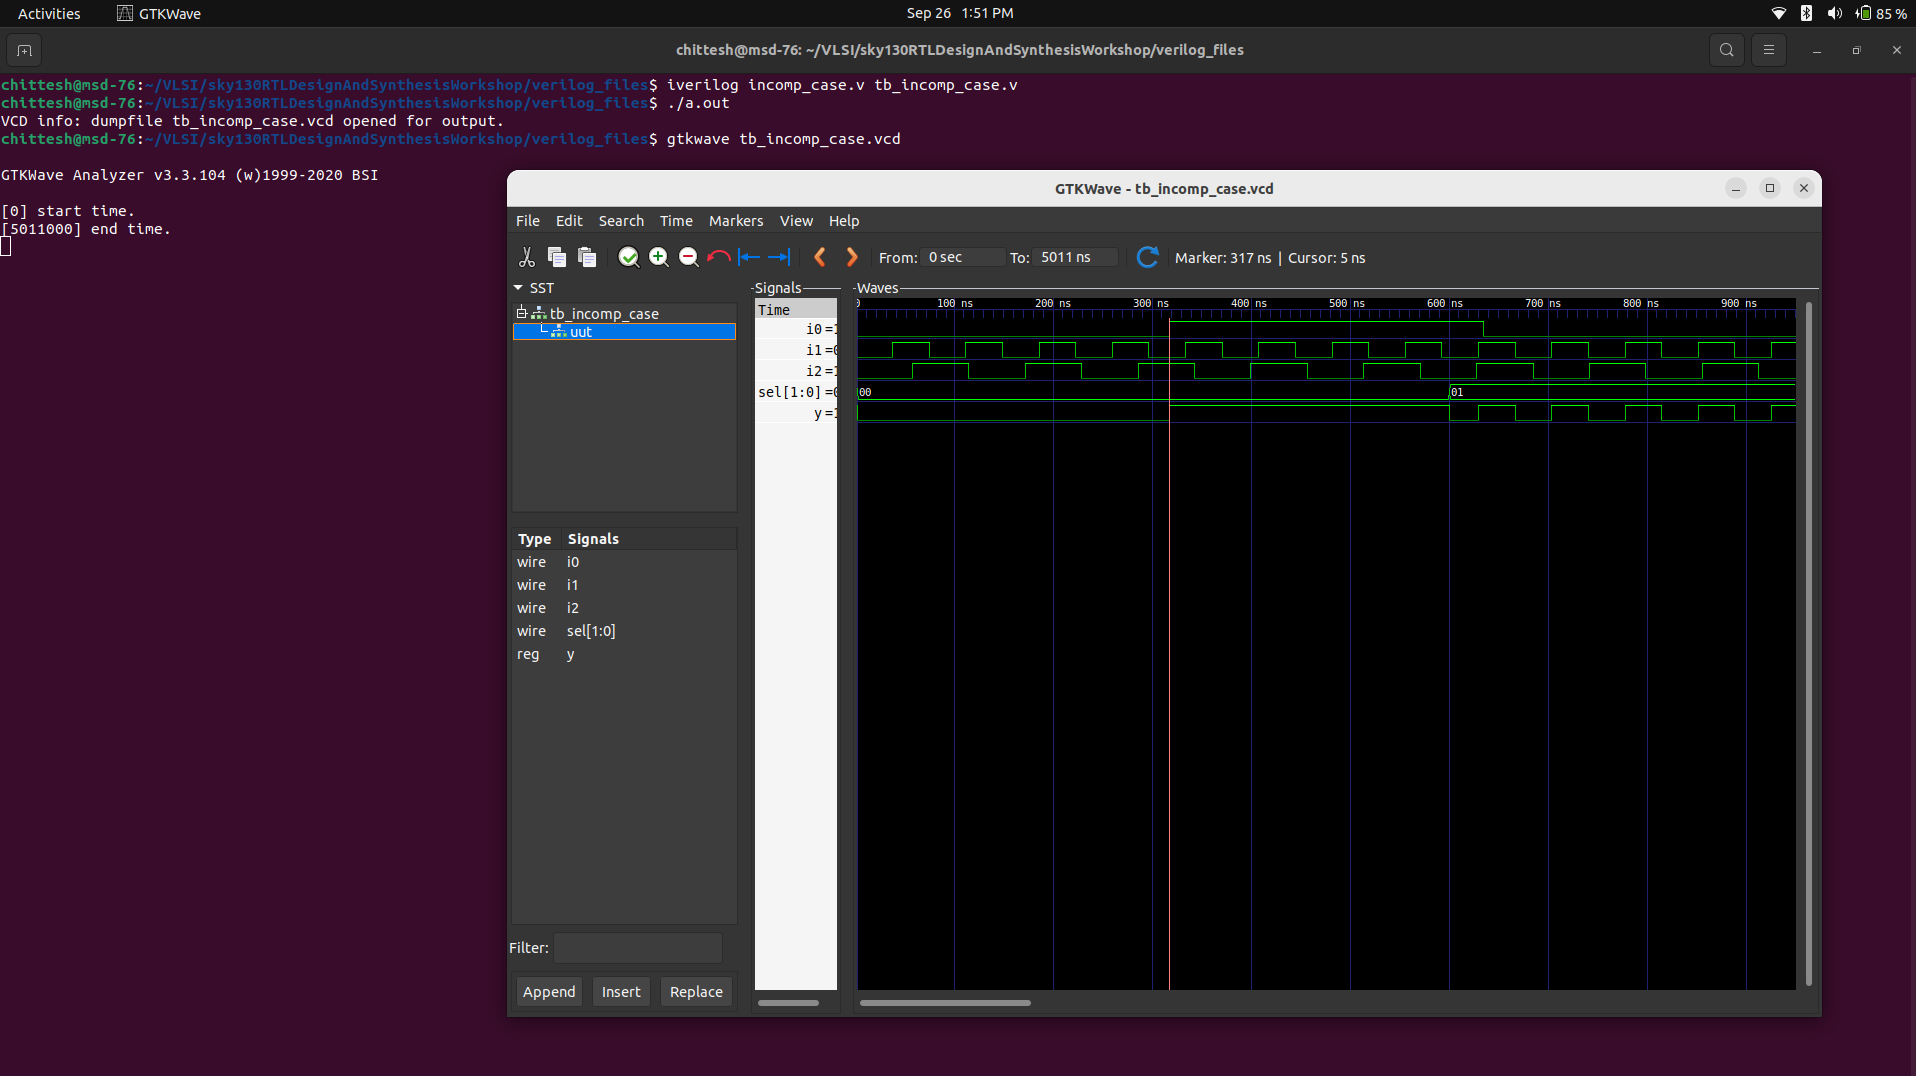 Activities GTKWave Sep 26 1:51 PM 85 %
chittesh@msd-76: ~/VLSI/sky130RTLDesignAndSynthesisWorkshop/verilog_files
chittesh@msd-76:~/VLSI/sky130RTLDesignAndSynthesisWorkshop/verilog_files$ iverilog incomp_case.v tb_incomp_case.v
chittesh@msd-76:~/VLSI/sky130RTLDesignAndSynthesisWorkshop/verilog_files$ ./a.out
VCD info: dumpfile tb_incomp_case.vcd opened for output.
chittesh@msd-76:~/VLSI/sky130RTLDesignAndSynthesisWorkshop/verilog_files$ gtkwave tb_incomp_case.vcd
GTKWave Analyzer v3.3.104 (w)1999-2020 BSI
[0] start time.
[5011000] end time.
GTKWave - tb_incomp_case.vcd
File Edit Search Time Markers View Help
From: 0 sec To: 5011 ns Marker: 317 ns | Cursor: 5 ns
SST
tb_incomp_case
uut
Type Signals
wire i0
wire i1
wire i2
wire sel[1:0]
reg y
Filter:
Append Insert Replace
Signals
Time
i0 =1
i1 =0
i2 =1
sel[1:0] =0
y =1
Waves
0 100 ns 200 ns 300 ns 400 ns 500 ns 600 ns 700 ns 800 ns 900 ns
00 01